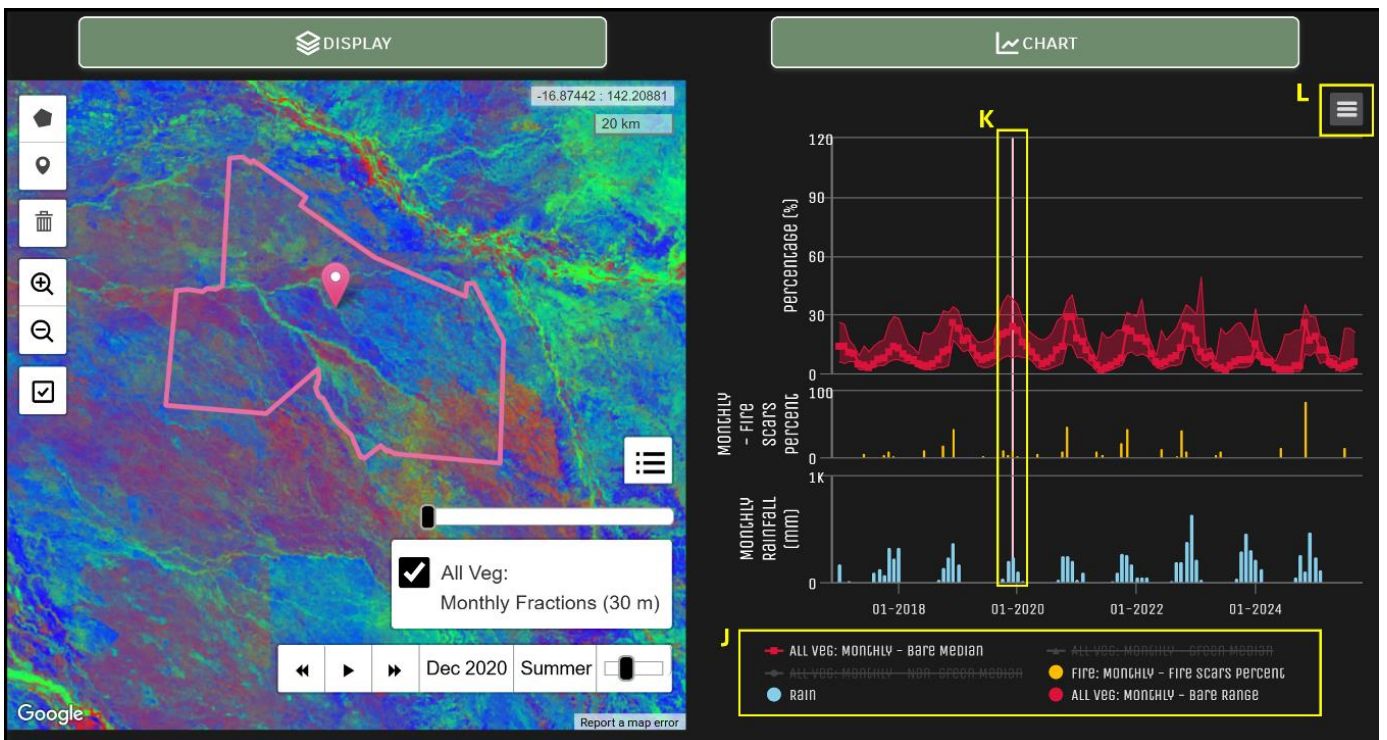 DISPLAY
CHART
-16.87442 : 142.20881
20 km
All Veg:
Monthly Fractions (30 m)
Dec 2020 Summer
Google
Report a map error
K
L
120
90
60
30
0
Percentage (%)
100
0
Monthly
- Fire
Scars
Percent
1K
0
Monthly
Rainfall
(mm)
01-2018 01-2020 01-2022 01-2024
J
All Veg: Monthly - Bare Median
All Veg: Monthly - Green Median
All Veg: Monthly - Non-Green Median
Fire: Monthly - Fire Scars Percent
Rain
All Veg: Monthly - Bare Range